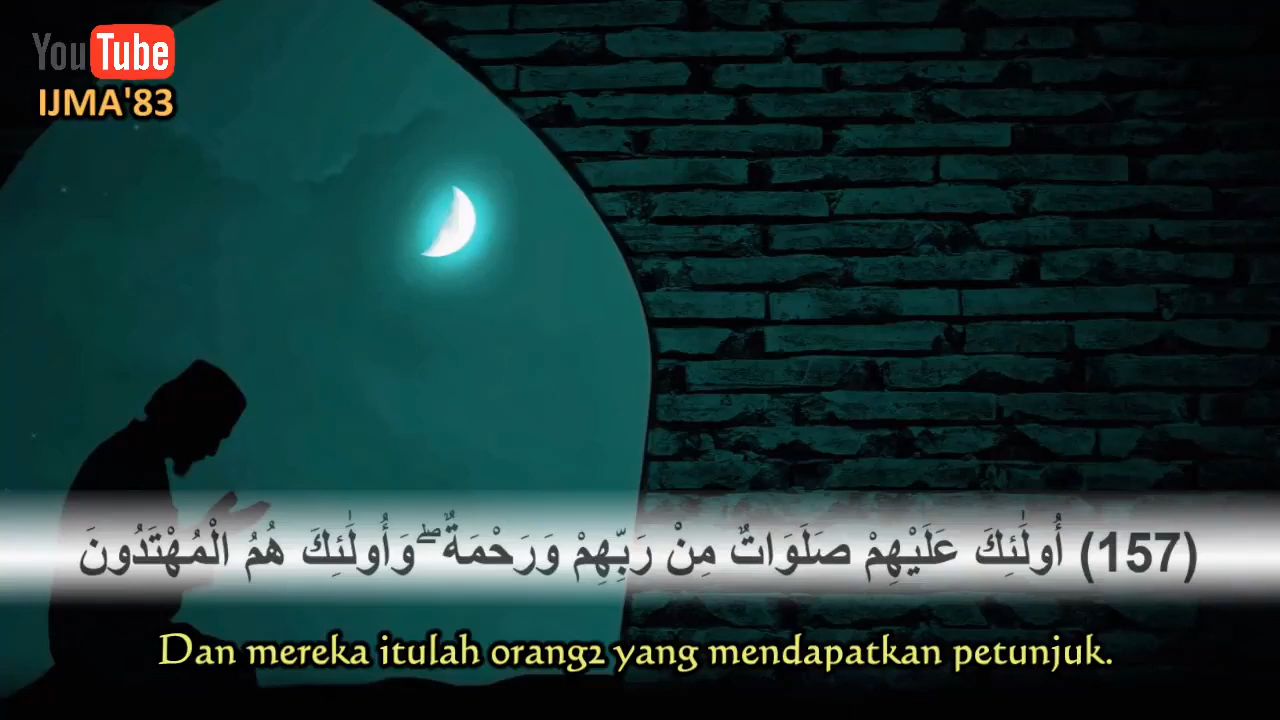 YouTube
IJMA'83
(157) أُولَٰئِكَ عَلَيْهِمْ صَلَوَاتٌ مِنْ رَبِّهِمْ وَرَحْمَةٌ ۖ وَأُولَٰئِكَ هُمُ الْمُهْتَدُونَ
Dan mereka itulah orang2 yang mendapatkan petunjuk.